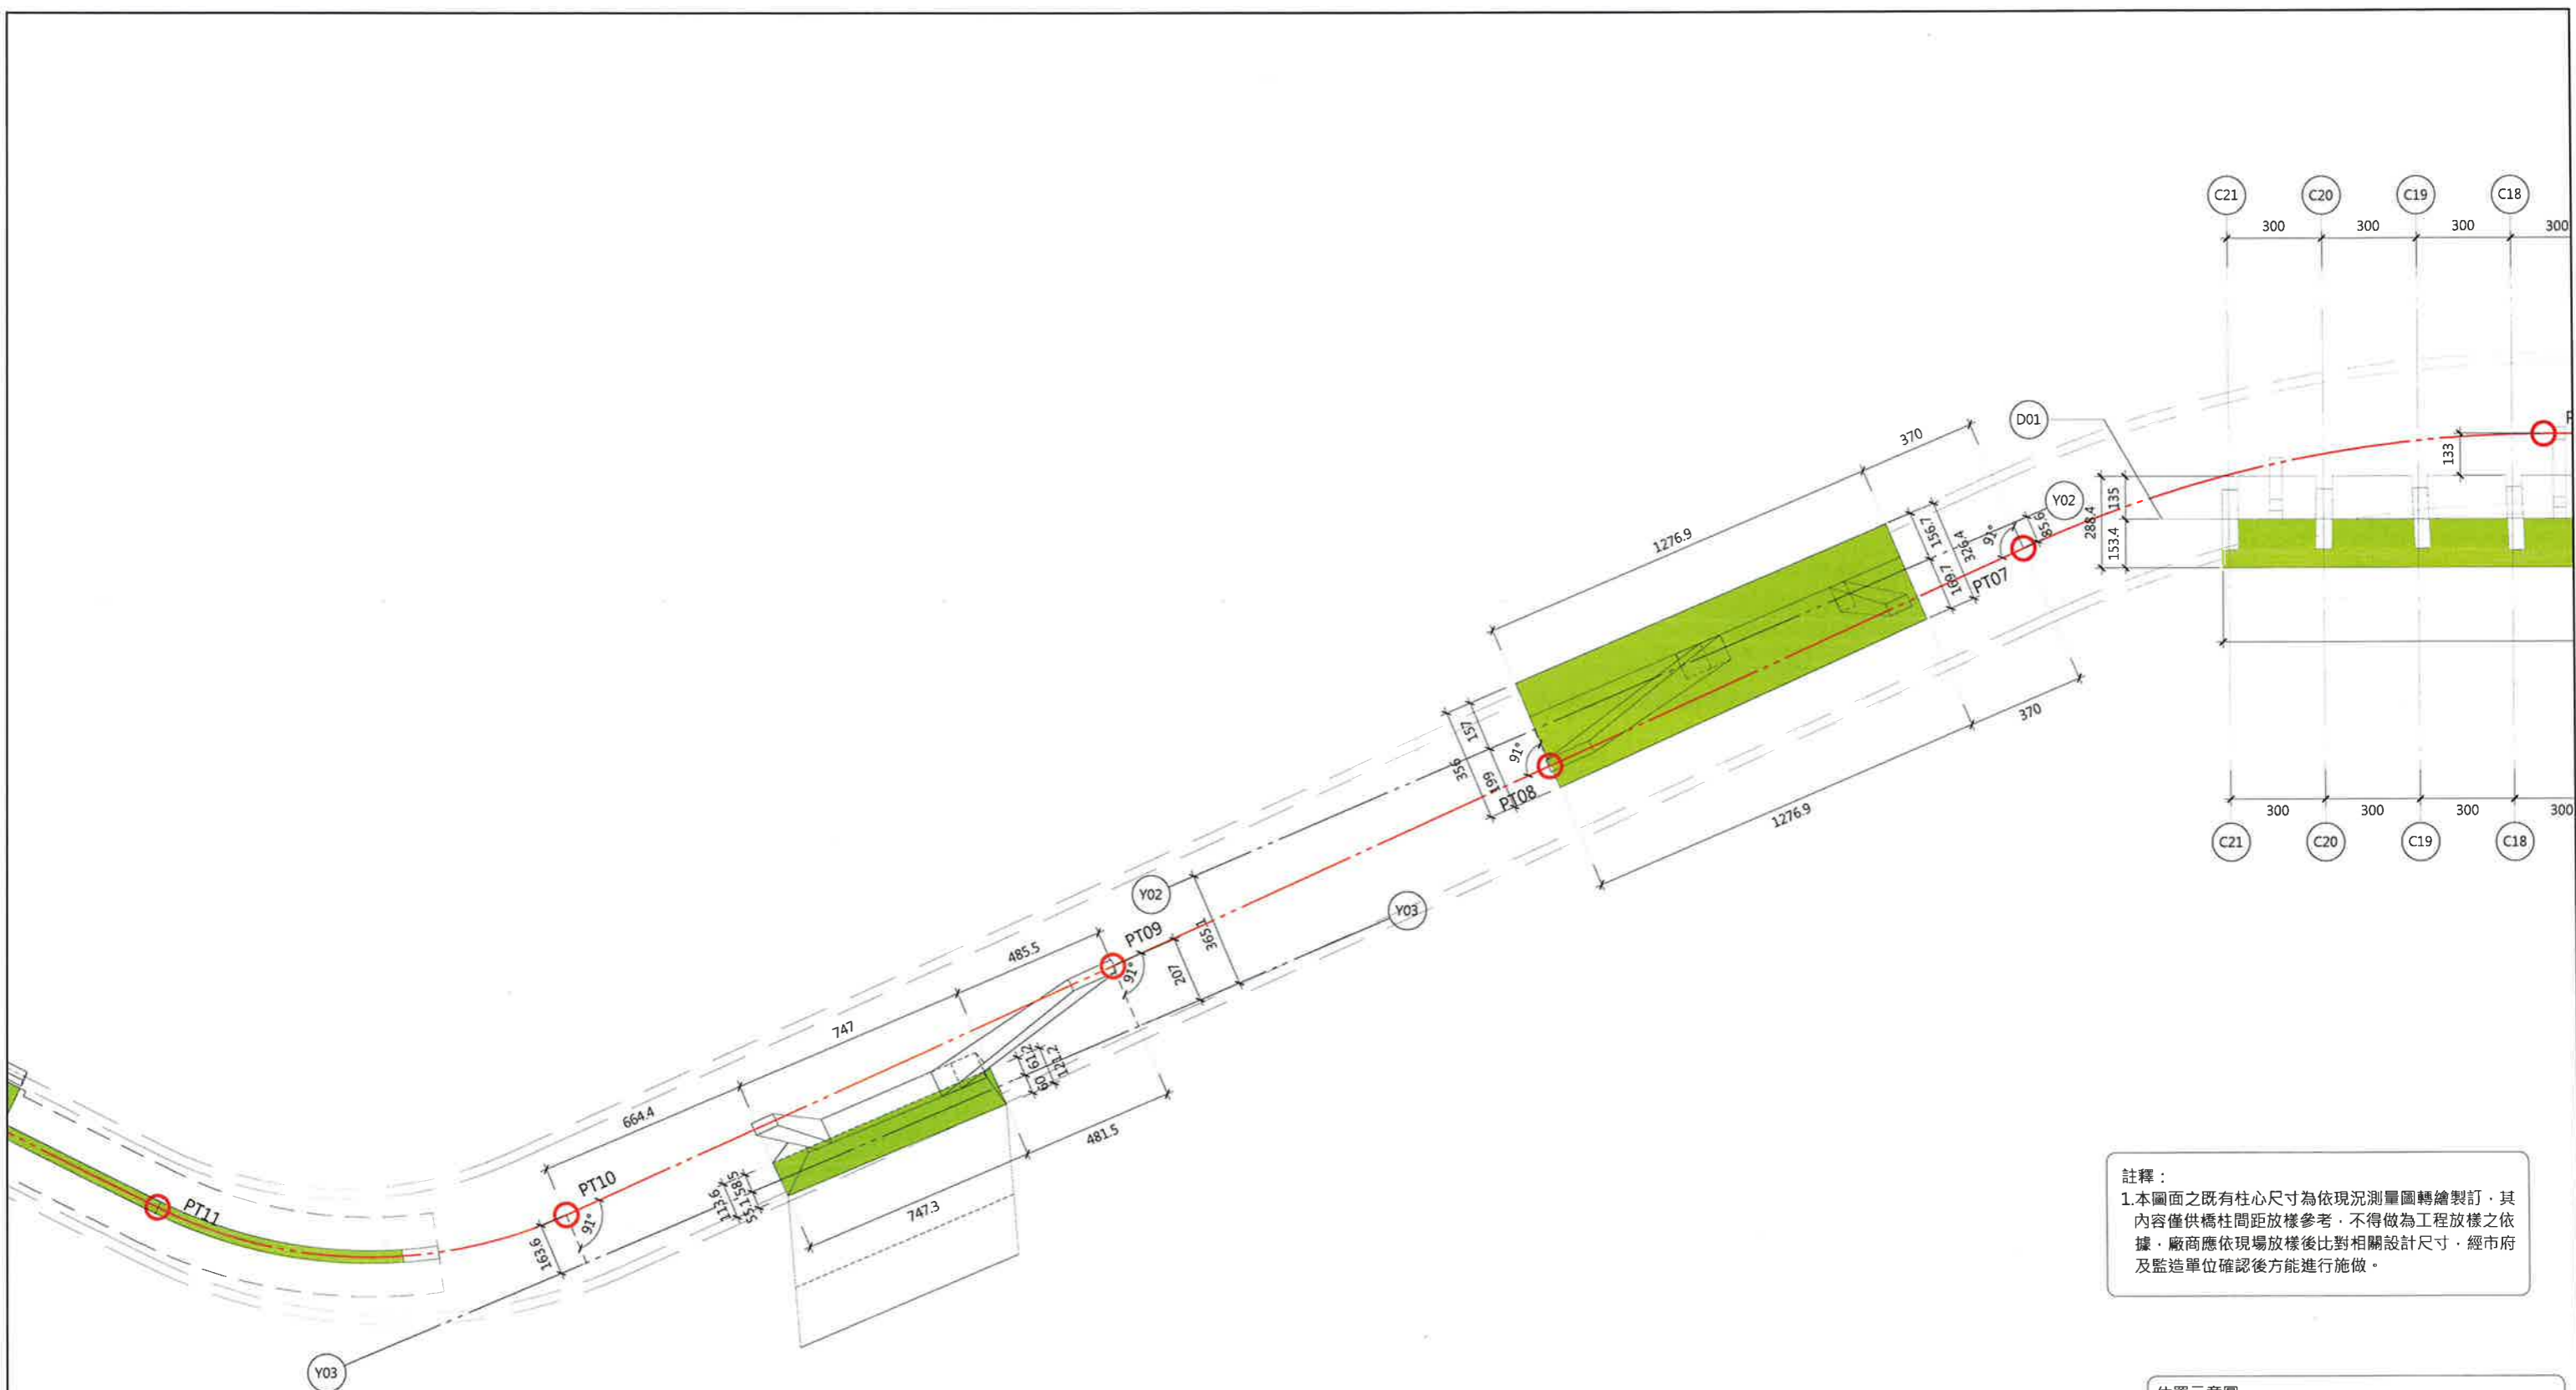 C21
C20
C19
C18
300
300
300
300
D01
Y02
133
135
288.4
153.4
370
1276.9
156.7
326.4
169.7
91°
85.6
PT07
157
356
199
91°
PT08
370
1276.9
300
300
300
300
C21
C20
C19
C18
Y02
Y03
365.1
207
PT09
91°
485.5
747
664.4
61.2
60
121.2
481.5
747.3
58.5
55.1
113.6
PT10
91°
163.6
PT11
Y03
註釋：
1.本圖面之既有柱心尺寸為依現況測量圖轉繪製訂，其
內容僅供橋柱間距放樣參考，不得做為工程放樣之依
據，廠商應依現場放樣後比對相關設計尺寸，經市府
及監造單位確認後方能進行施做。